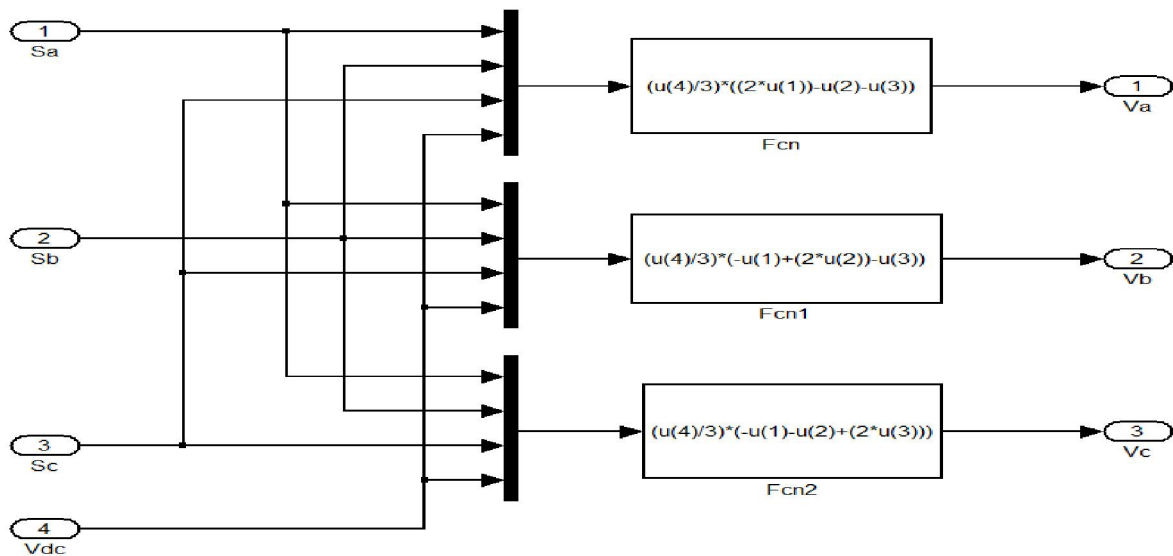 1
Sa
(u(4)/3)*((2*u(1))-u(2)-u(3))
Fcn
1
Va
2
Sb
(u(4)/3)*(-u(1)+(2*u(2))-u(3))
Fcn1
2
Vb
3
Sc
(u(4)/3)*(-u(1)-u(2)+(2*u(3)))
Fcn2
3
Vc
4
Vdc